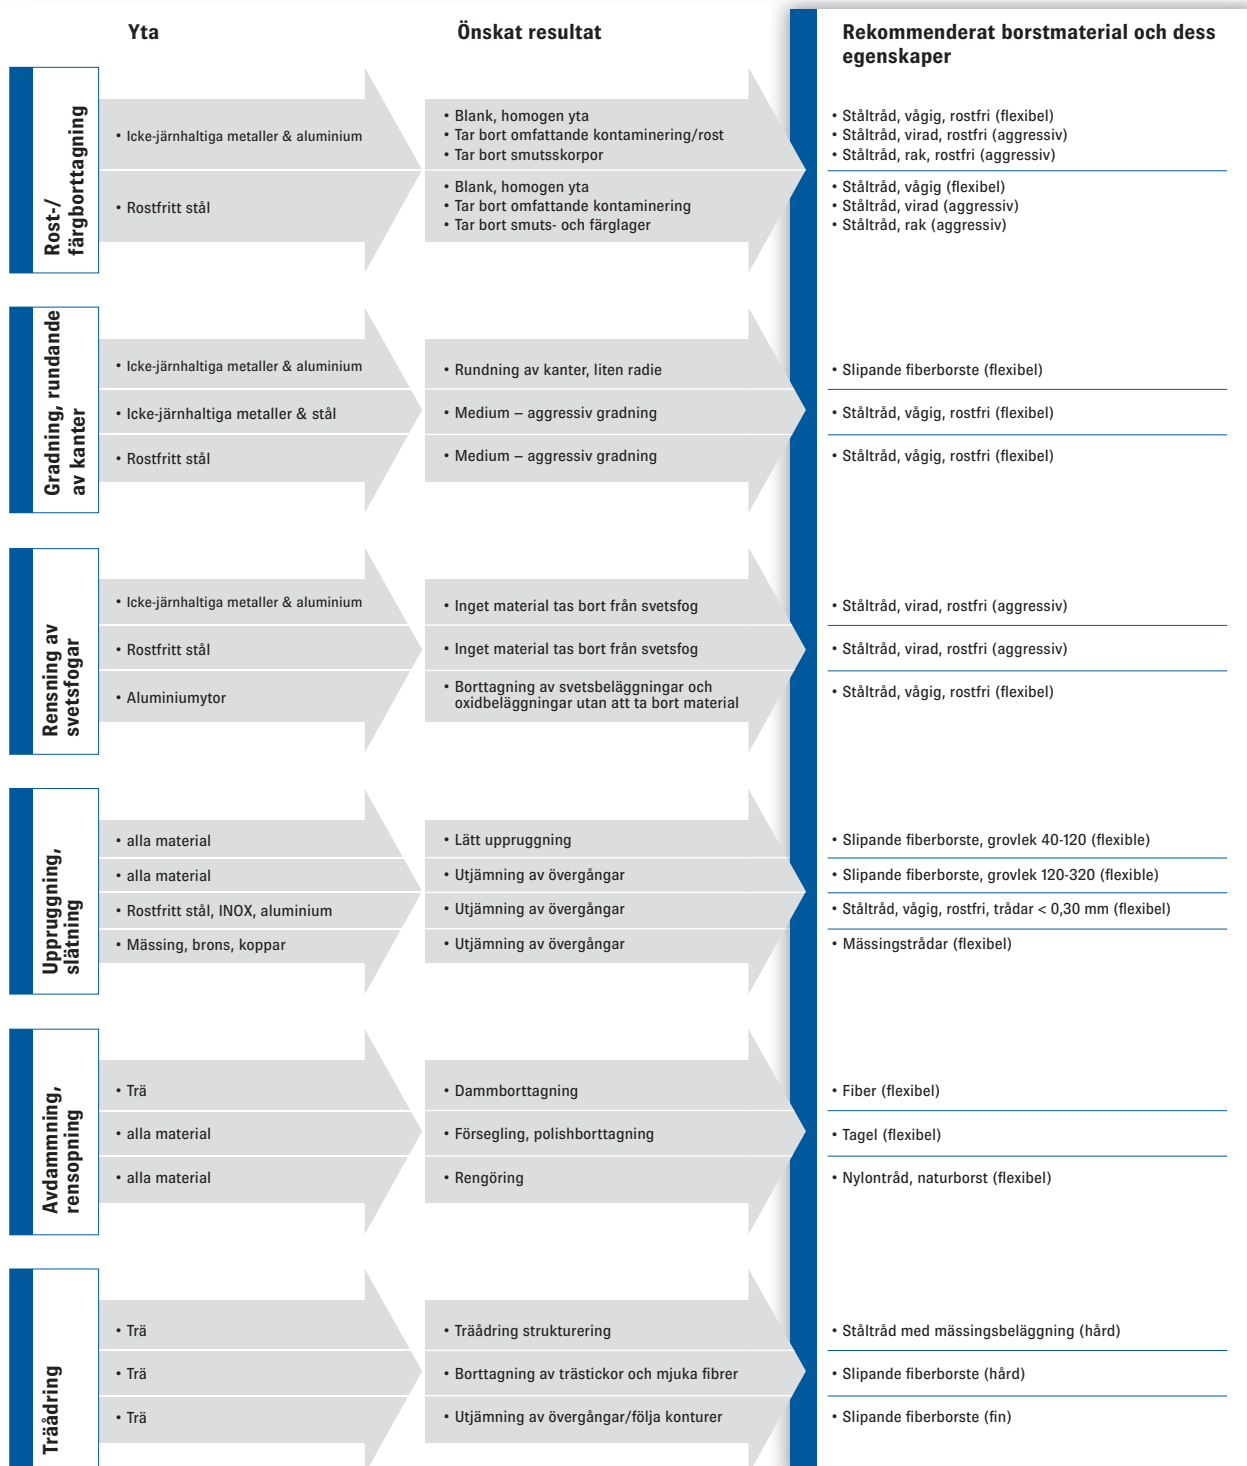 Yta
Önskat resultat
Rekommenderat borstmaterial och dess
egenskaper
Rost-/
färgborttagning
• Icke-järnhaltiga metaller & aluminium
• Blank, homogen yta
• Tar bort omfattande kontaminering/rost
• Tar bort smutsskorpor
• Ståltråd, vågig, rostfri (flexibel)
• Ståltråd, virad, rostfri (aggressiv)
• Ståltråd, rak, rostfri (aggressiv)
• Rostfritt stål
• Blank, homogen yta
• Tar bort omfattande kontaminering
• Tar bort smuts- och färglager
• Ståltråd, vågig (flexibel)
• Ståltråd, virad (aggressiv)
• Ståltråd, rak (aggressiv)
Gradning, rundande
av kanter
• Icke-järnhaltiga metaller & aluminium
• Rundning av kanter, liten radie
• Slipande fiberborste (flexibel)
• Icke-järnhaltiga metaller & stål
• Medium – aggressiv gradning
• Ståltråd, vågig, rostfri (flexibel)
• Rostfritt stål
• Medium – aggressiv gradning
• Ståltråd, vågig, rostfri (flexibel)
Rensning av
svetsfogar
• Icke-järnhaltiga metaller & aluminium
• Inget material tas bort från svetsfog
• Ståltråd, virad, rostfri (aggressiv)
• Rostfritt stål
• Inget material tas bort från svetsfog
• Ståltråd, virad, rostfri (aggressiv)
• Aluminiumytor
• Borttagning av svetsbeläggningar och
oxidbeläggningar utan att ta bort material
• Ståltråd, vågig, rostfri (flexibel)
Uppruggning,
slätning
• alla material
• Lätt uppruggning
• Slipande fiberborste, grovlek 40-120 (flexible)
• alla material
• Utjämning av övergångar
• Slipande fiberborste, grovlek 120-320 (flexible)
• Rostfritt stål, INOX, aluminium
• Utjämning av övergångar
• Ståltråd, vågig, rostfri, trådar < 0,30 mm (flexibel)
• Mässing, brons, koppar
• Utjämning av övergångar
• Mässingstrådar (flexibel)
Avdammning,
rensopning
• Trä
• Dammborttagning
• Fiber (flexibel)
• alla material
• Försegling, polishborttagning
• Tagel (flexibel)
• alla material
• Rengöring
• Nylontråd, naturborst (flexibel)
Träådring
• Trä
• Träådring strukturering
• Ståltråd med mässingsbeläggning (hård)
• Trä
• Borttagning av trästickor och mjuka fibrer
• Slipande fiberborste (hård)
• Trä
• Utjämning av övergångar/följa konturer
• Slipande fiberborste (fin)